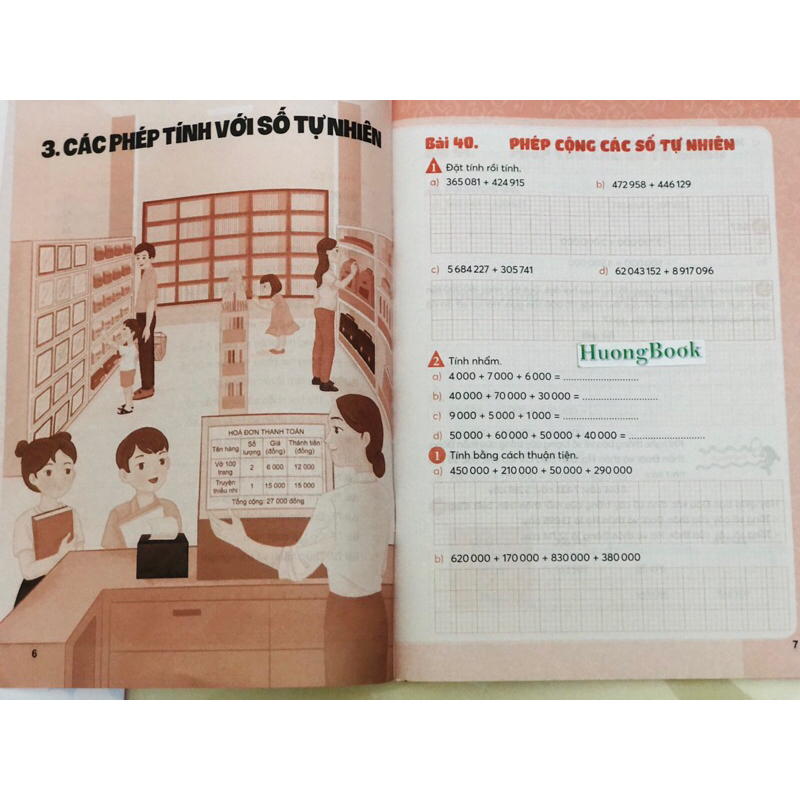 3. CÁC PHÉP TÍNH VỚI SỐ TỰ NHIÊN
HOÁ ĐƠN THANH TOÁN
Tên hàng Số lượng Giá (đồng) Thành tiền (đồng)
Vở 100 trang 2 6 000 12 000
Truyện thiếu nhi 1 15 000 15 000
Tổng cộng: 27 000 đồng
6
Bài 40. PHÉP CỘNG CÁC SỐ TỰ NHIÊN
1 Đặt tính rồi tính.
a) 365 081 + 424 915 b) 472 958 + 446 129
c) 5 684 227 + 305 741 d) 62 043 152 + 8 917 096
HuongBook
2 Tính nhẩm.
a) 4 000 + 7 000 + 6 000 = ...........................
b) 40 000 + 70 000 + 30 000 = ...........................
c) 9 000 + 5 000 + 1 000 = ...........................
d) 50 000 + 60 000 + 50 000 + 40 000 = ...........................
1 Tính bằng cách thuận tiện.
a) 450 000 + 210 000 + 50 000 + 290 000
b) 620 000 + 170 000 + 830 000 + 380 000
7